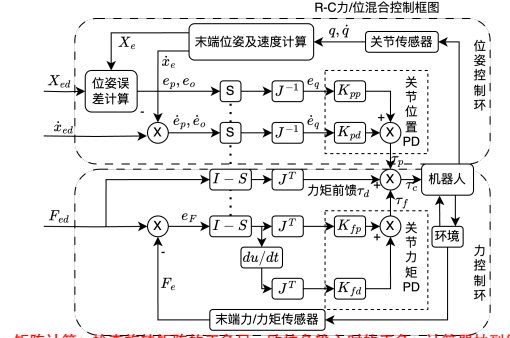 R-C力/位混合控制框图
X_e
末端位姿及速度计算
q, q̇
关节传感器
ẋ_e
X_ed
位姿误差计算
-
e_p, e_o
S
J^{-1}
e_q
K_pp
关节位置PD
位姿控制环
ẋ_ed
X
ė_p, ė_o
S
J^{-1}
ė_q
K_pd
+
X
τ_p
I − S
J^T
力矩前馈τ_d
+
X
τ_c
机器人
τ_f
F_ed
X
e_F
I − S
J^T
K_fp
+
X
关节力矩PD
环境
力控制环
du/dt
-
F_e
J^T
K_fd
末端力/力矩传感器